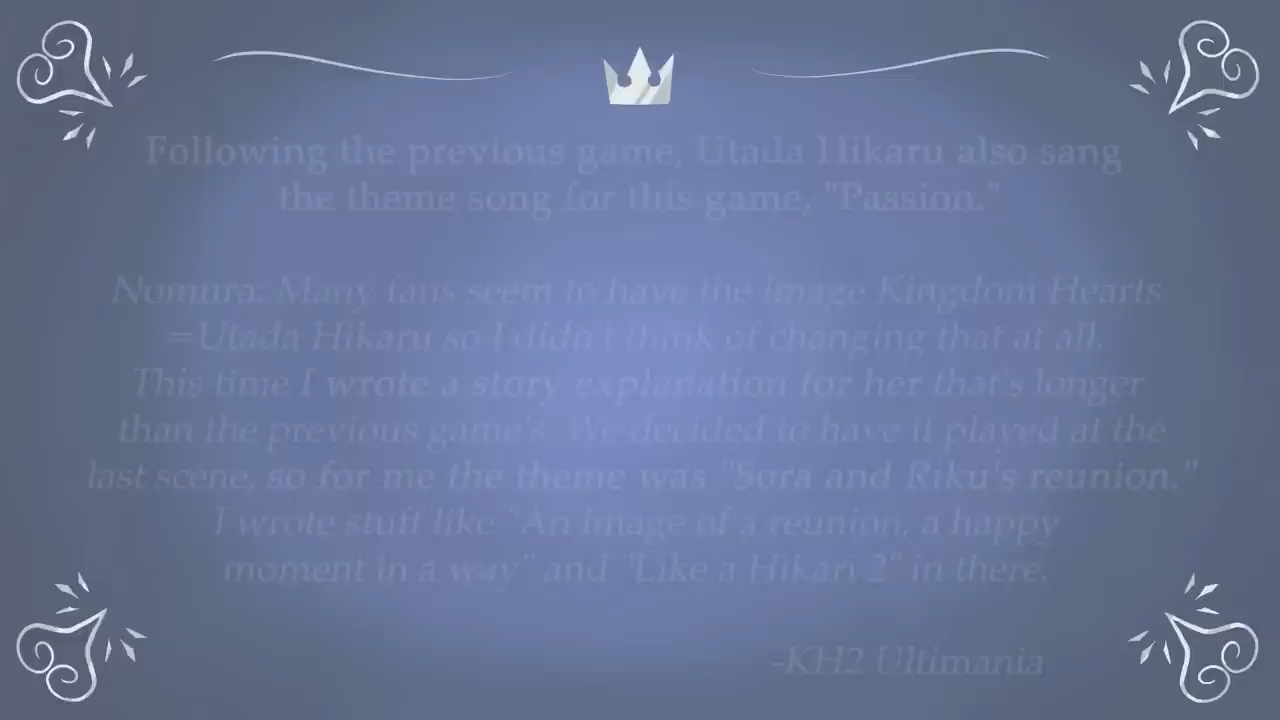 Following the previous game, Utada Hikaru also sang
the theme song for this game, "Passion."
Nomura: Many fans seem to have the image Kingdom Hearts
=Utada Hikaru so I didn't think of changing that at all.
This time I wrote a story explanation for her that's longer
than the previous game's. We decided to have it played at the
last scene, so for me the theme was "Sora and Riku's reunion."
I wrote stuff like "An image of a reunion, a happy
moment in a way" and "Like a Hikari 2" in there.
-KH2 Ultimania